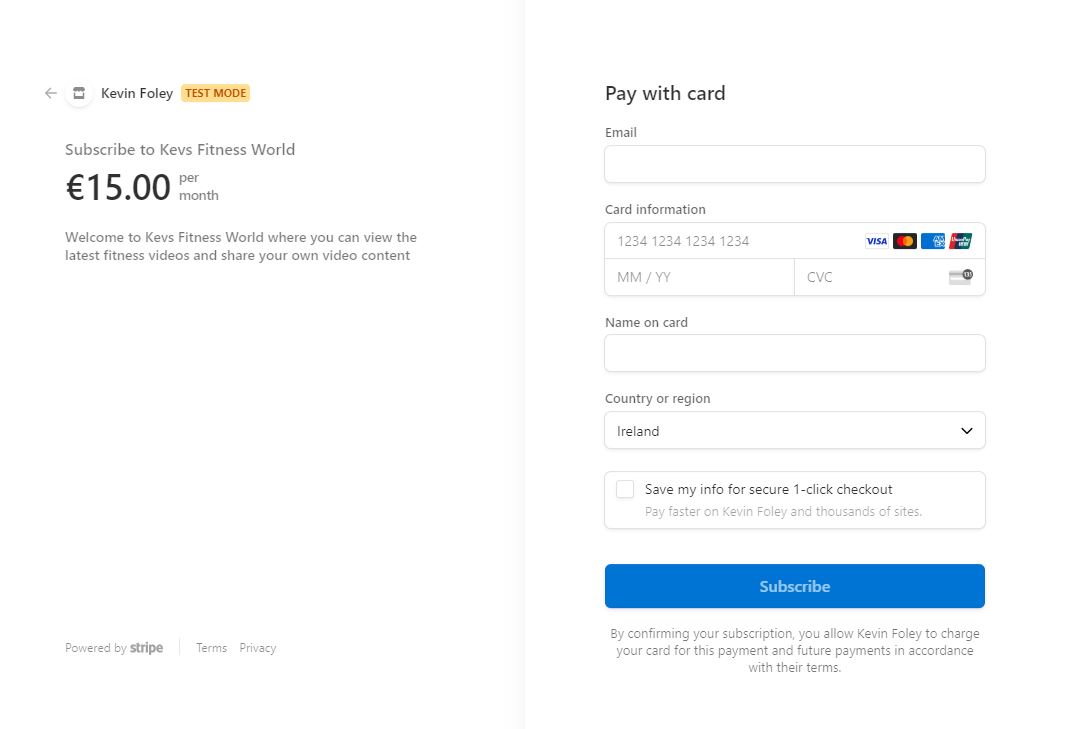 Kevin Foley TEST MODE
Subscribe to Kevs Fitness World
€15.00 per
month
Welcome to Kevs Fitness World where you can view the
latest fitness videos and share your own video content
Powered by stripe Terms Privacy
Pay with card
Email
Card information
1234 1234 1234 1234 VISA
MM / YY CVC
Name on card
Country or region
Ireland
Save my info for secure 1-click checkout
Pay faster on Kevin Foley and thousands of sites.
Subscribe
By confirming your subscription, you allow Kevin Foley to charge
your card for this payment and future payments in accordance
with their terms.